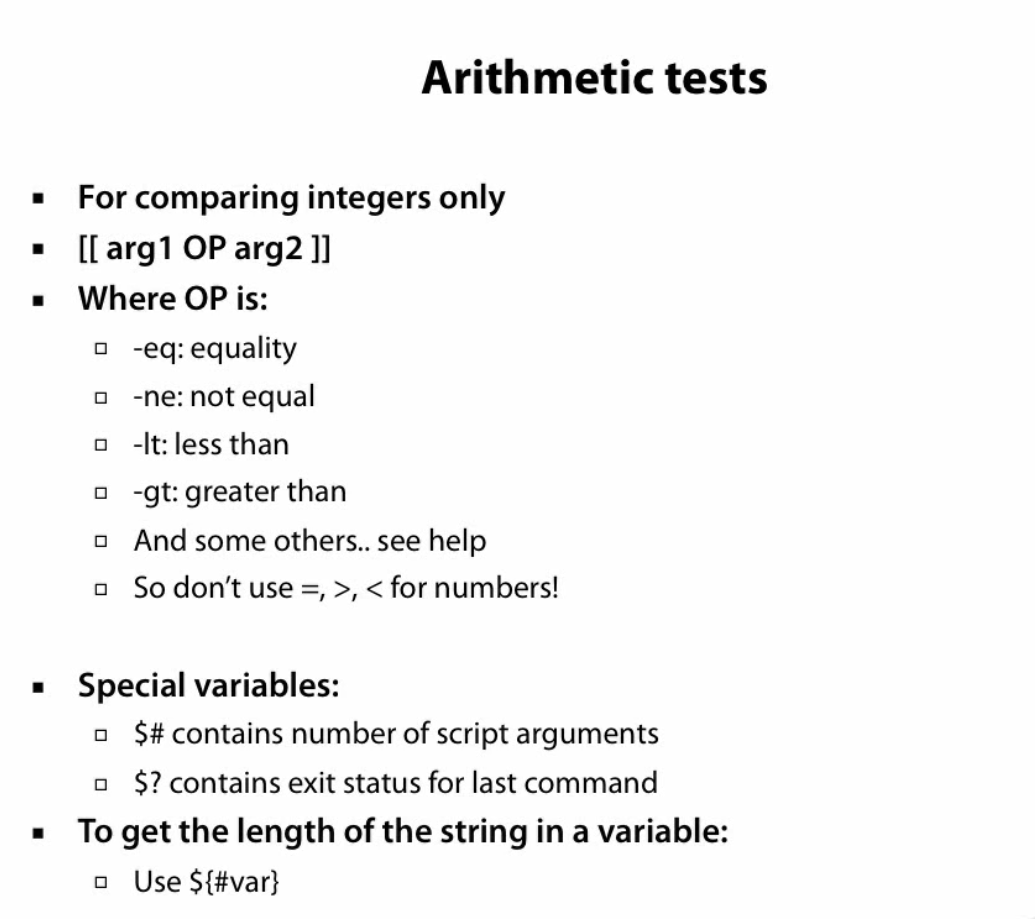 Arithmetic tests
▪ For comparing integers only
▪ [[ arg1 OP arg2 ]]
▪ Where OP is:
▫ -eq: equality
▫ -ne: not equal
▫ -lt: less than
▫ -gt: greater than
▫ And some others.. see help
▫ So don’t use =, >, < for numbers!
▪ Special variables:
▫ $# contains number of script arguments
▫ $? contains exit status for last command
▪ To get the length of the string in a variable:
▫ Use ${#var}